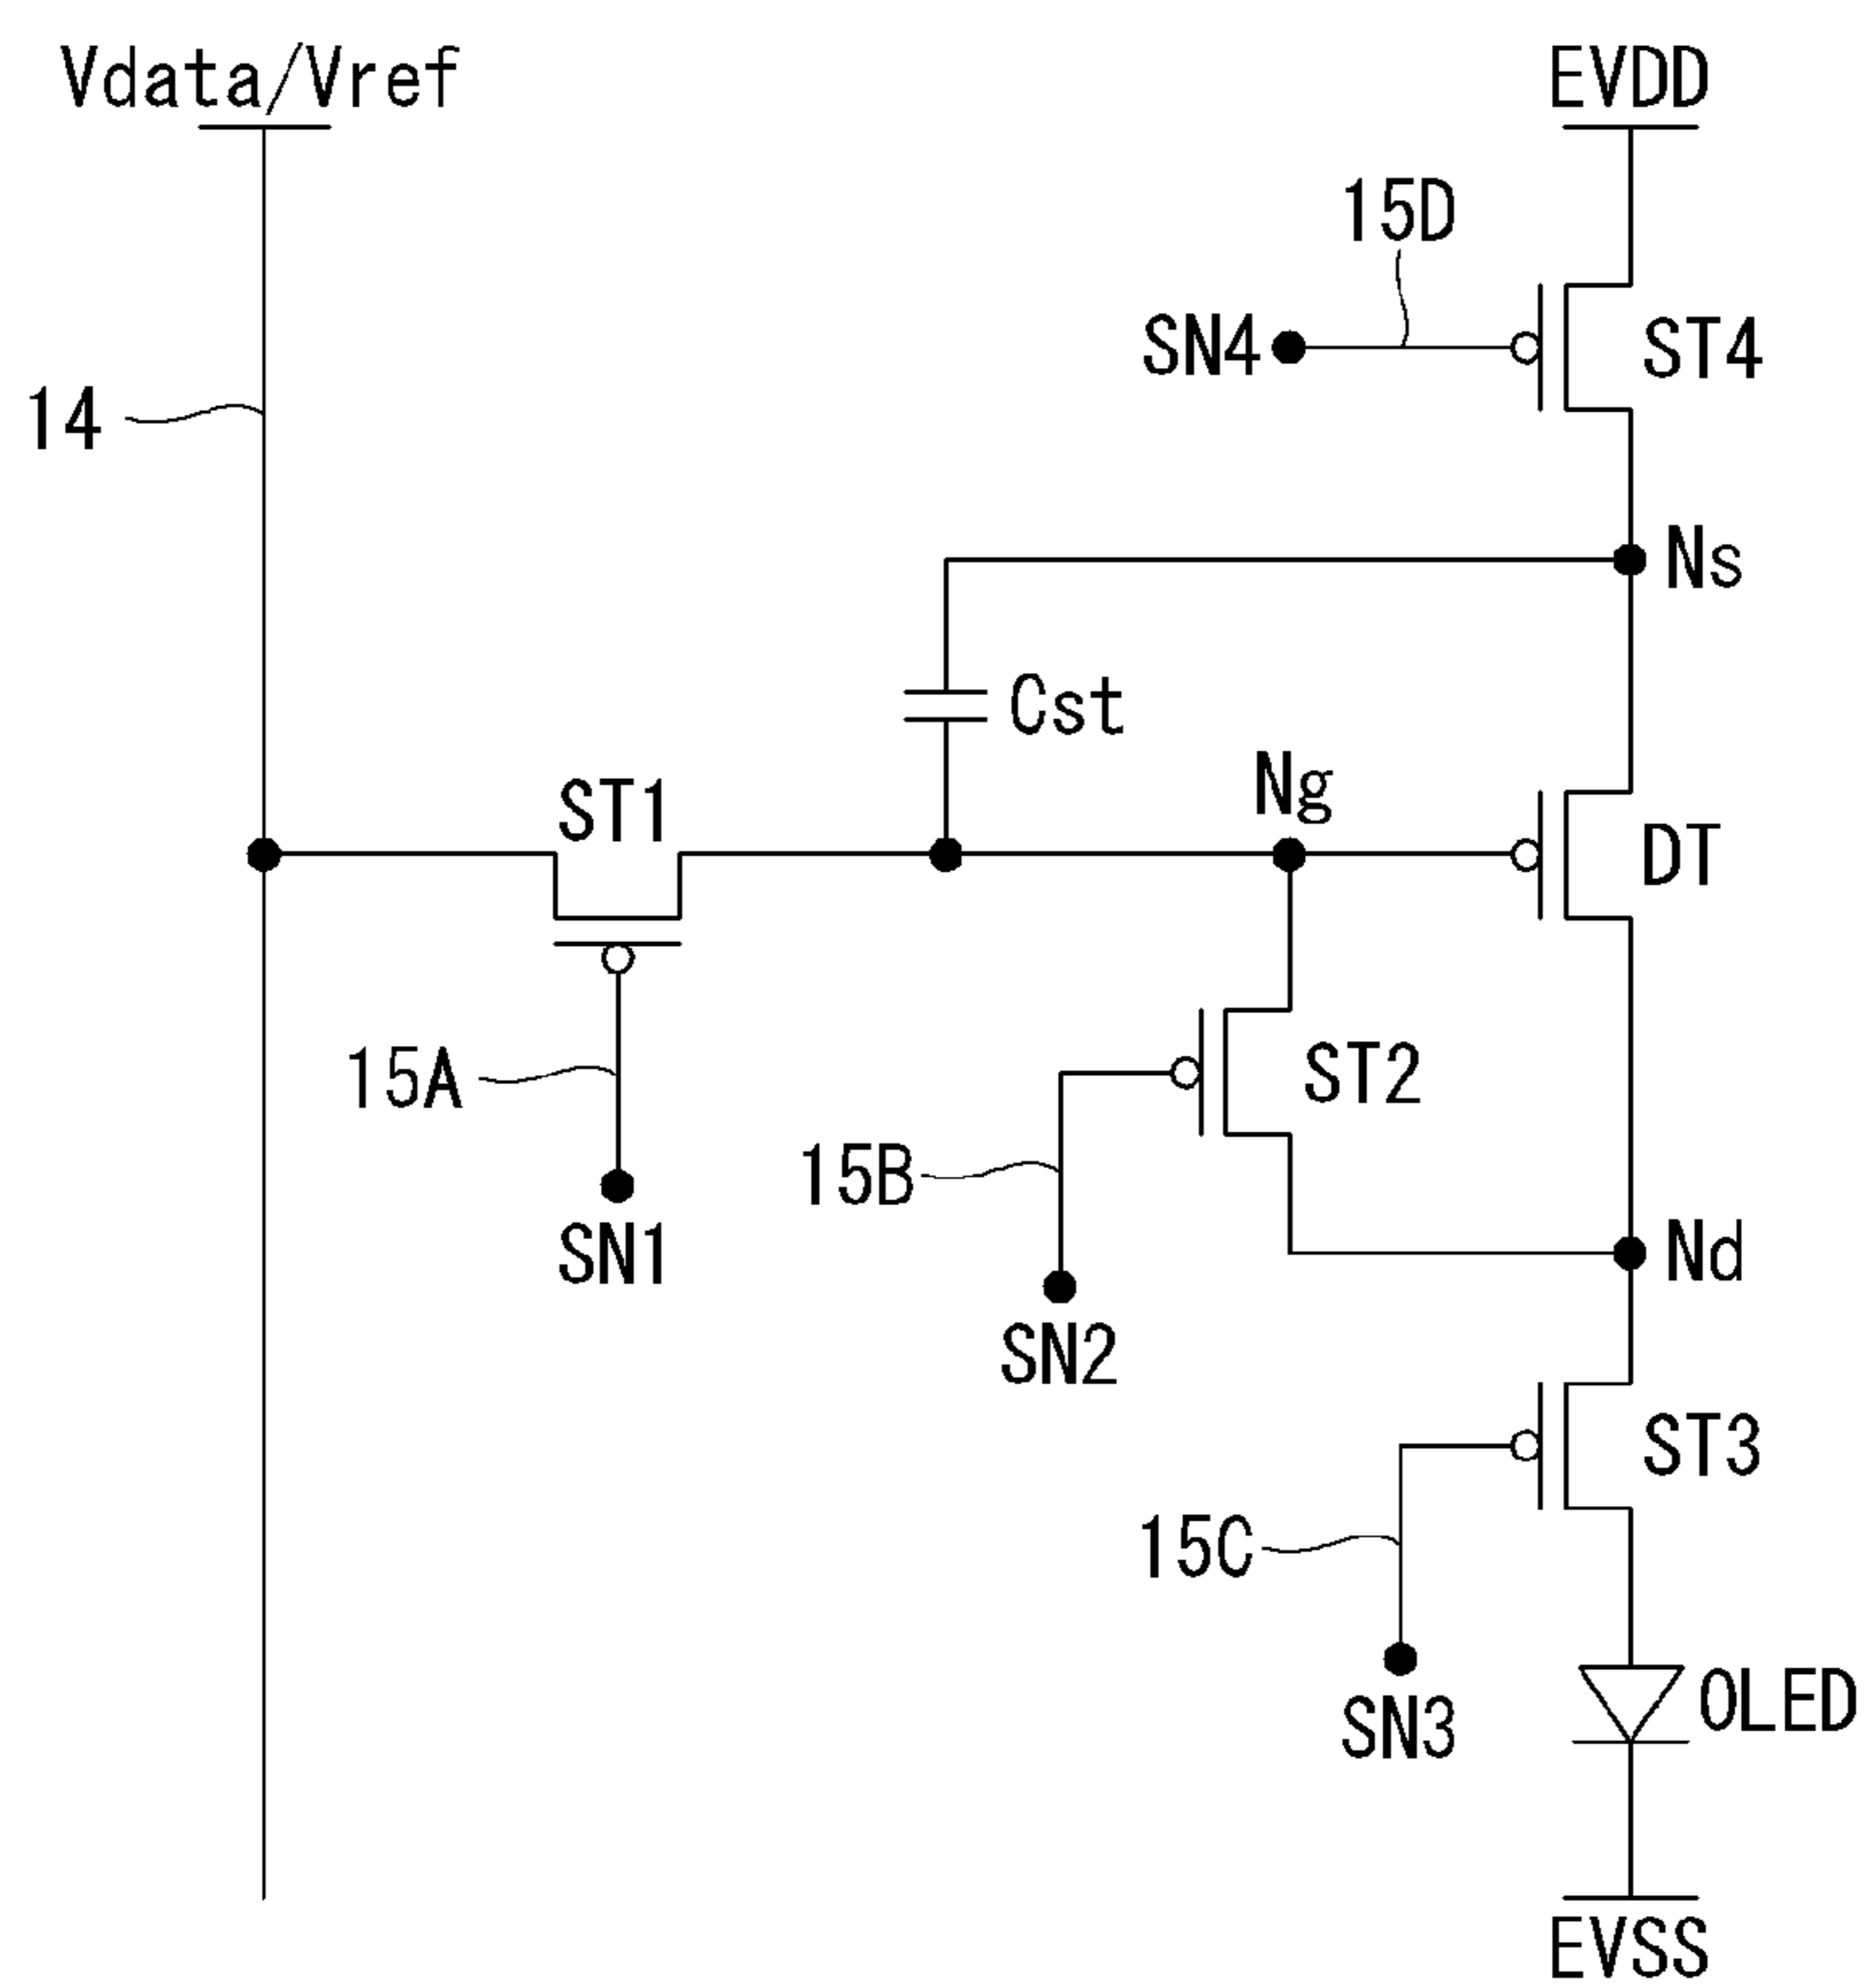 Vdata/Vref
EVDD
15D
SN4
ST4
14
Ns
Cst
Ng
ST1
DT
15A
ST2
15B
SN1
Nd
SN2
ST3
15C
SN3
OLED
EVSS